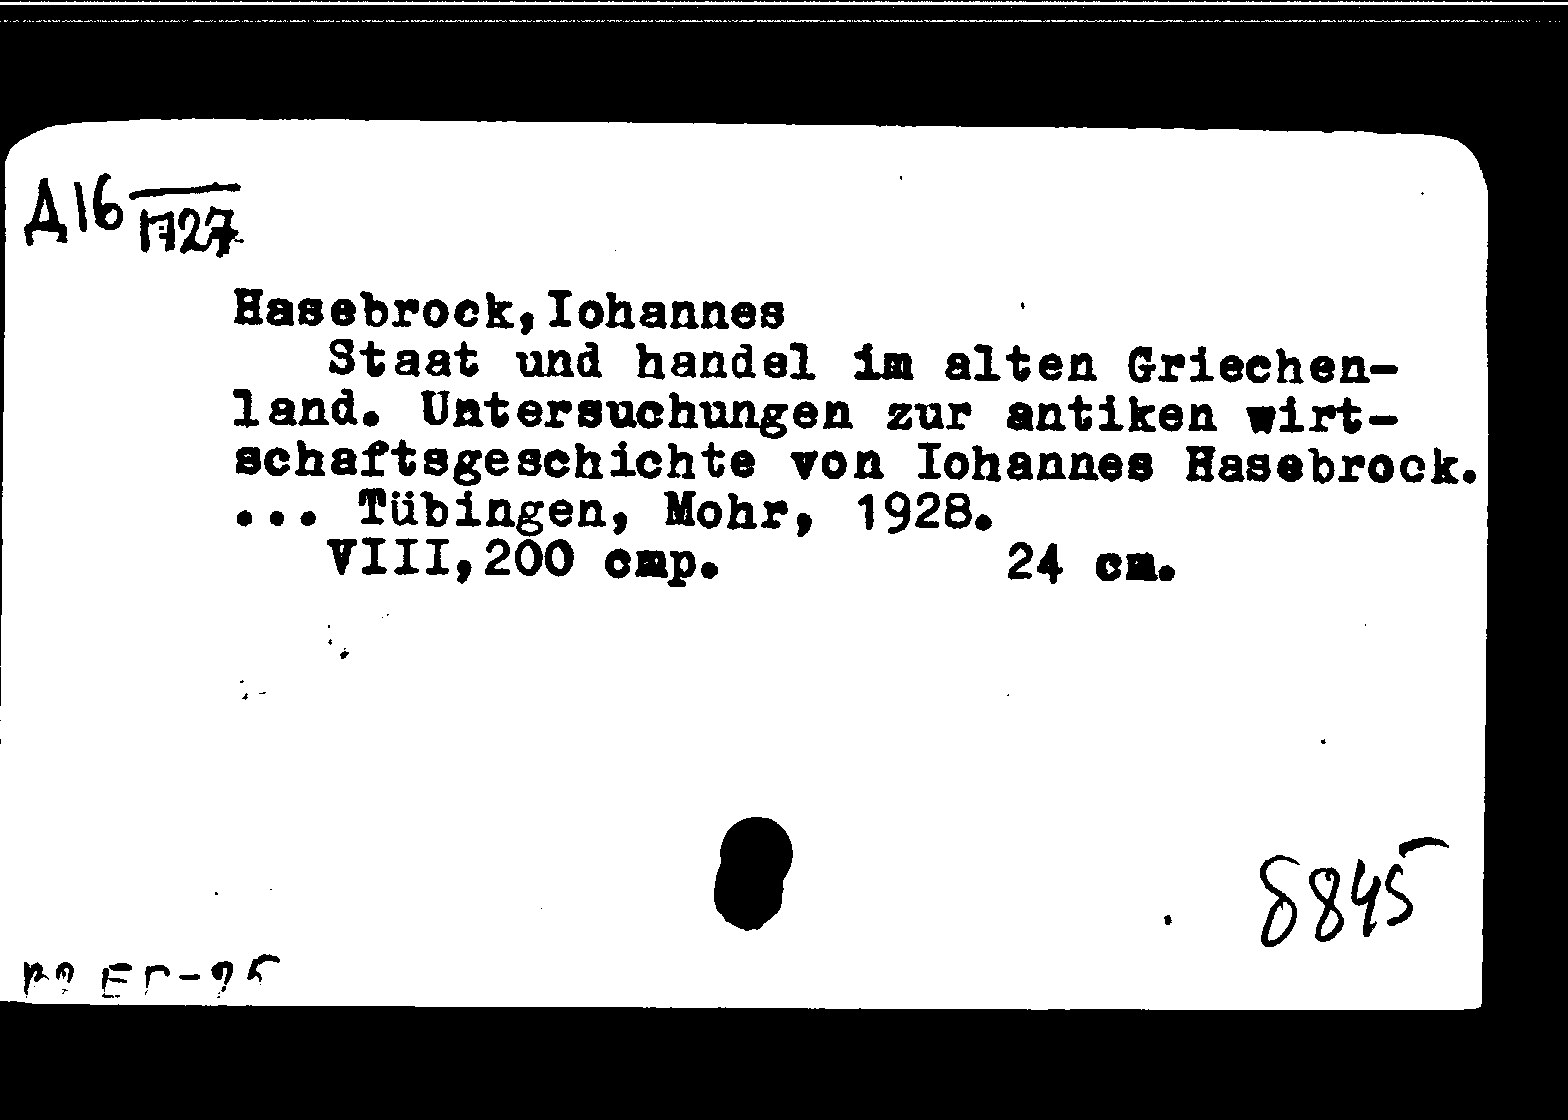 Д16
1727
Hasebrock,Iohannes
Staat und handel im alten Griechen-
land. Untersuchungen zur antiken wirt-
schaftsgeschichte von Iohannes Hasebrock.
... Tübingen, Mohr, 1928.
VIII,200 стр. 24 cm.
8845